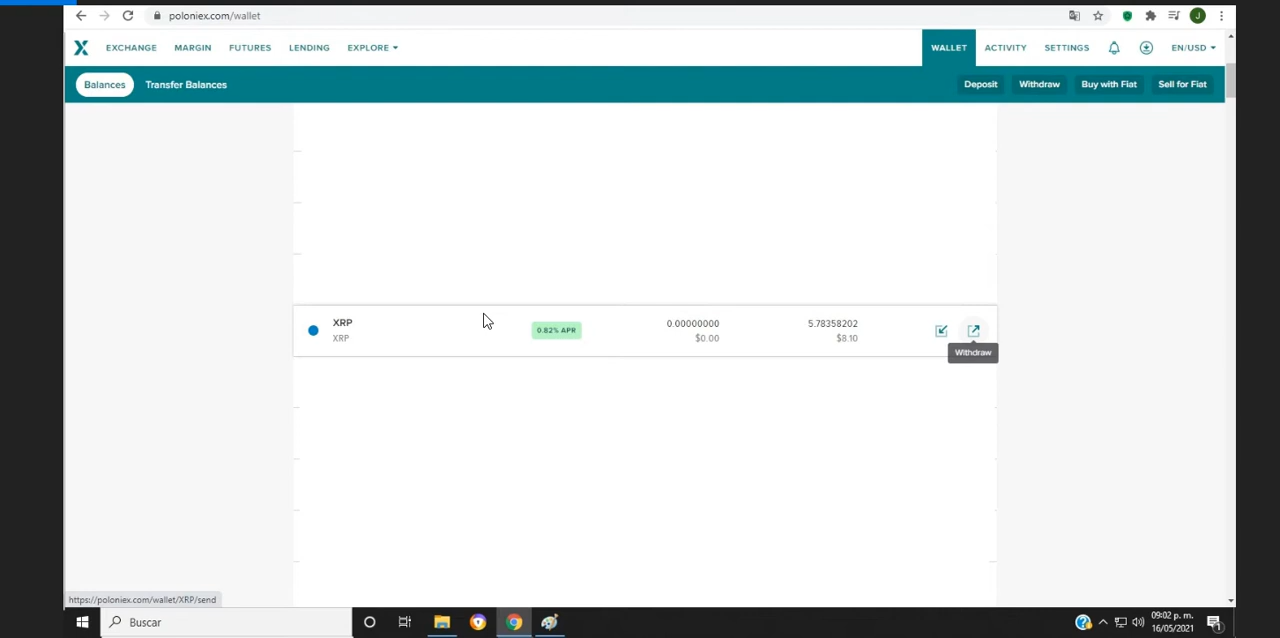 poloniex.com/wallet
EXCHANGE MARGIN FUTURES LENDING EXPLORE WALLET ACTIVITY SETTINGS EN/USD
Balances Transfer Balances Deposit Withdraw Buy with Fiat Sell for Fiat
XRP 0.82% APR 0.00000000 5.78358202
XRP $0.00 $8.10
Withdraw
https://poloniex.com/wallet/XRP/send
Buscar 09:02 p. m.
16/05/2021